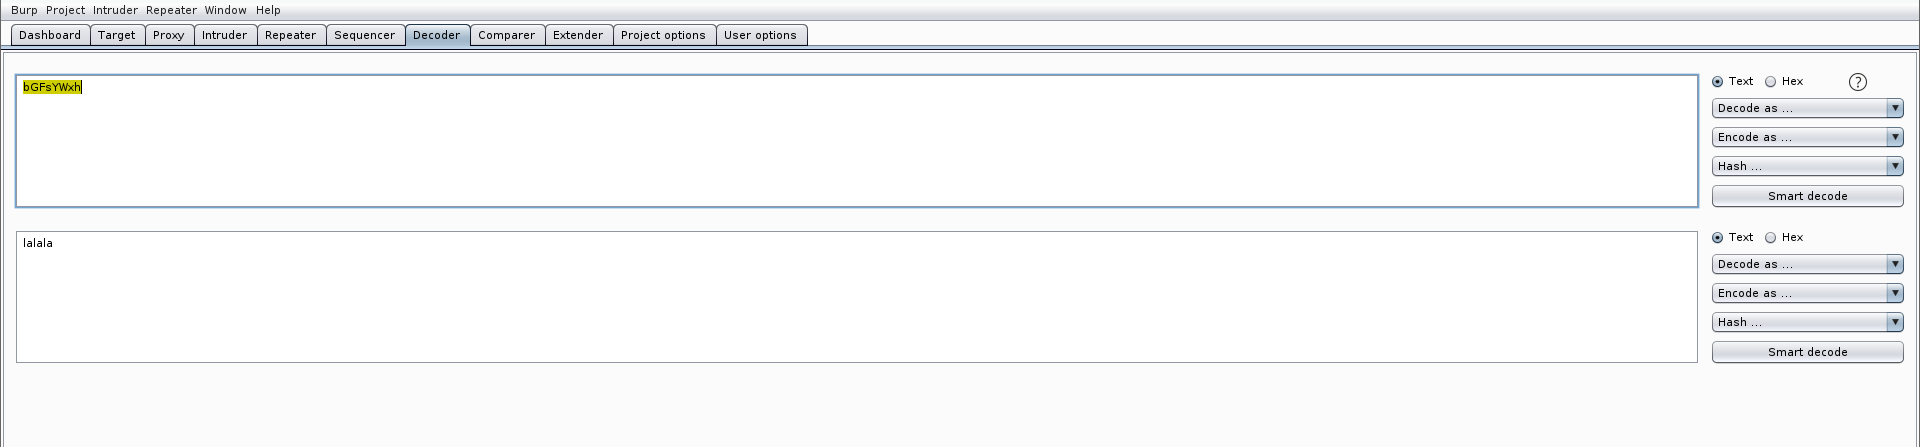 Burp Project Intruder Repeater Window Help
Dashboard Target Proxy Intruder Repeater Sequencer Decoder Comparer Extender Project options User options
bGFsYWxh
Text Hex ?
Decode as ...
Encode as ...
Hash ...
Smart decode
lalala
Text Hex
Decode as ...
Encode as ...
Hash ...
Smart decode